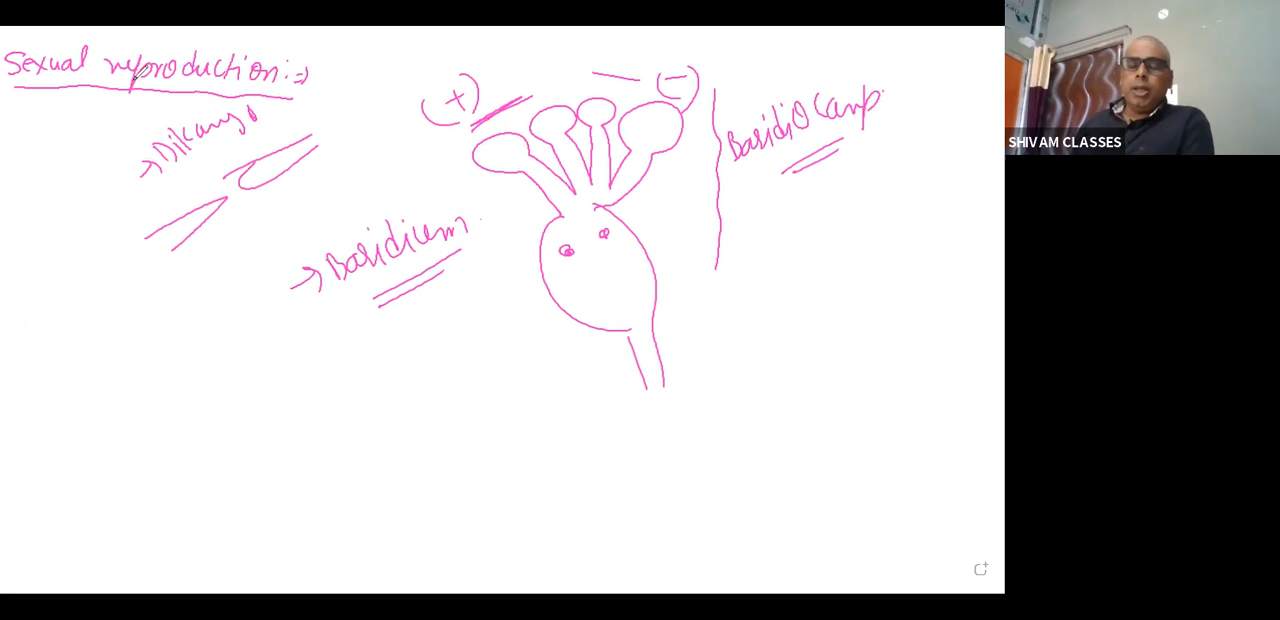 Sexual reproduction:⇒
(+)
(-)
→ Dikaryo
Basidiocarp
→ Basidium
SHIVAM CLASSES